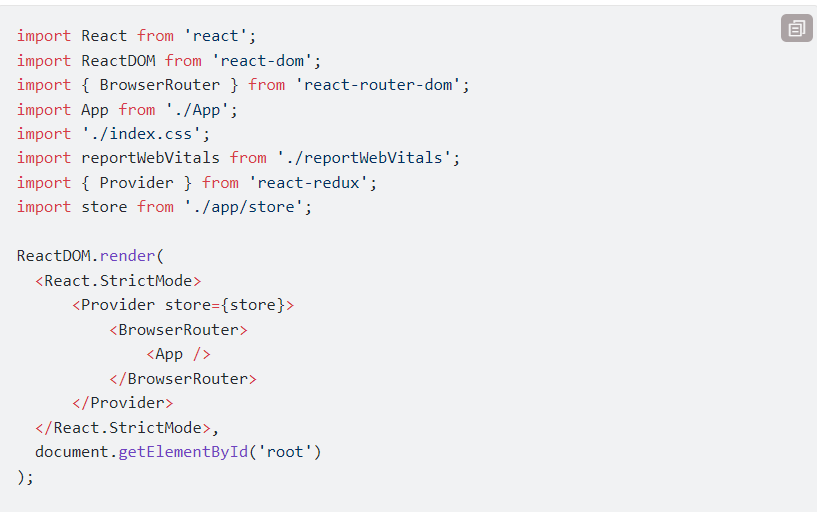 import React from 'react';
import ReactDOM from 'react-dom';
import { BrowserRouter } from 'react-router-dom';
import App from './App';
import './index.css';
import reportWebVitals from './reportWebVitals';
import { Provider } from 'react-redux';
import store from './app/store';

ReactDOM.render(
  <React.StrictMode>
      <Provider store={store}>
          <BrowserRouter>
              <App />
          </BrowserRouter>
      </Provider>
  </React.StrictMode>,
  document.getElementById('root')
);